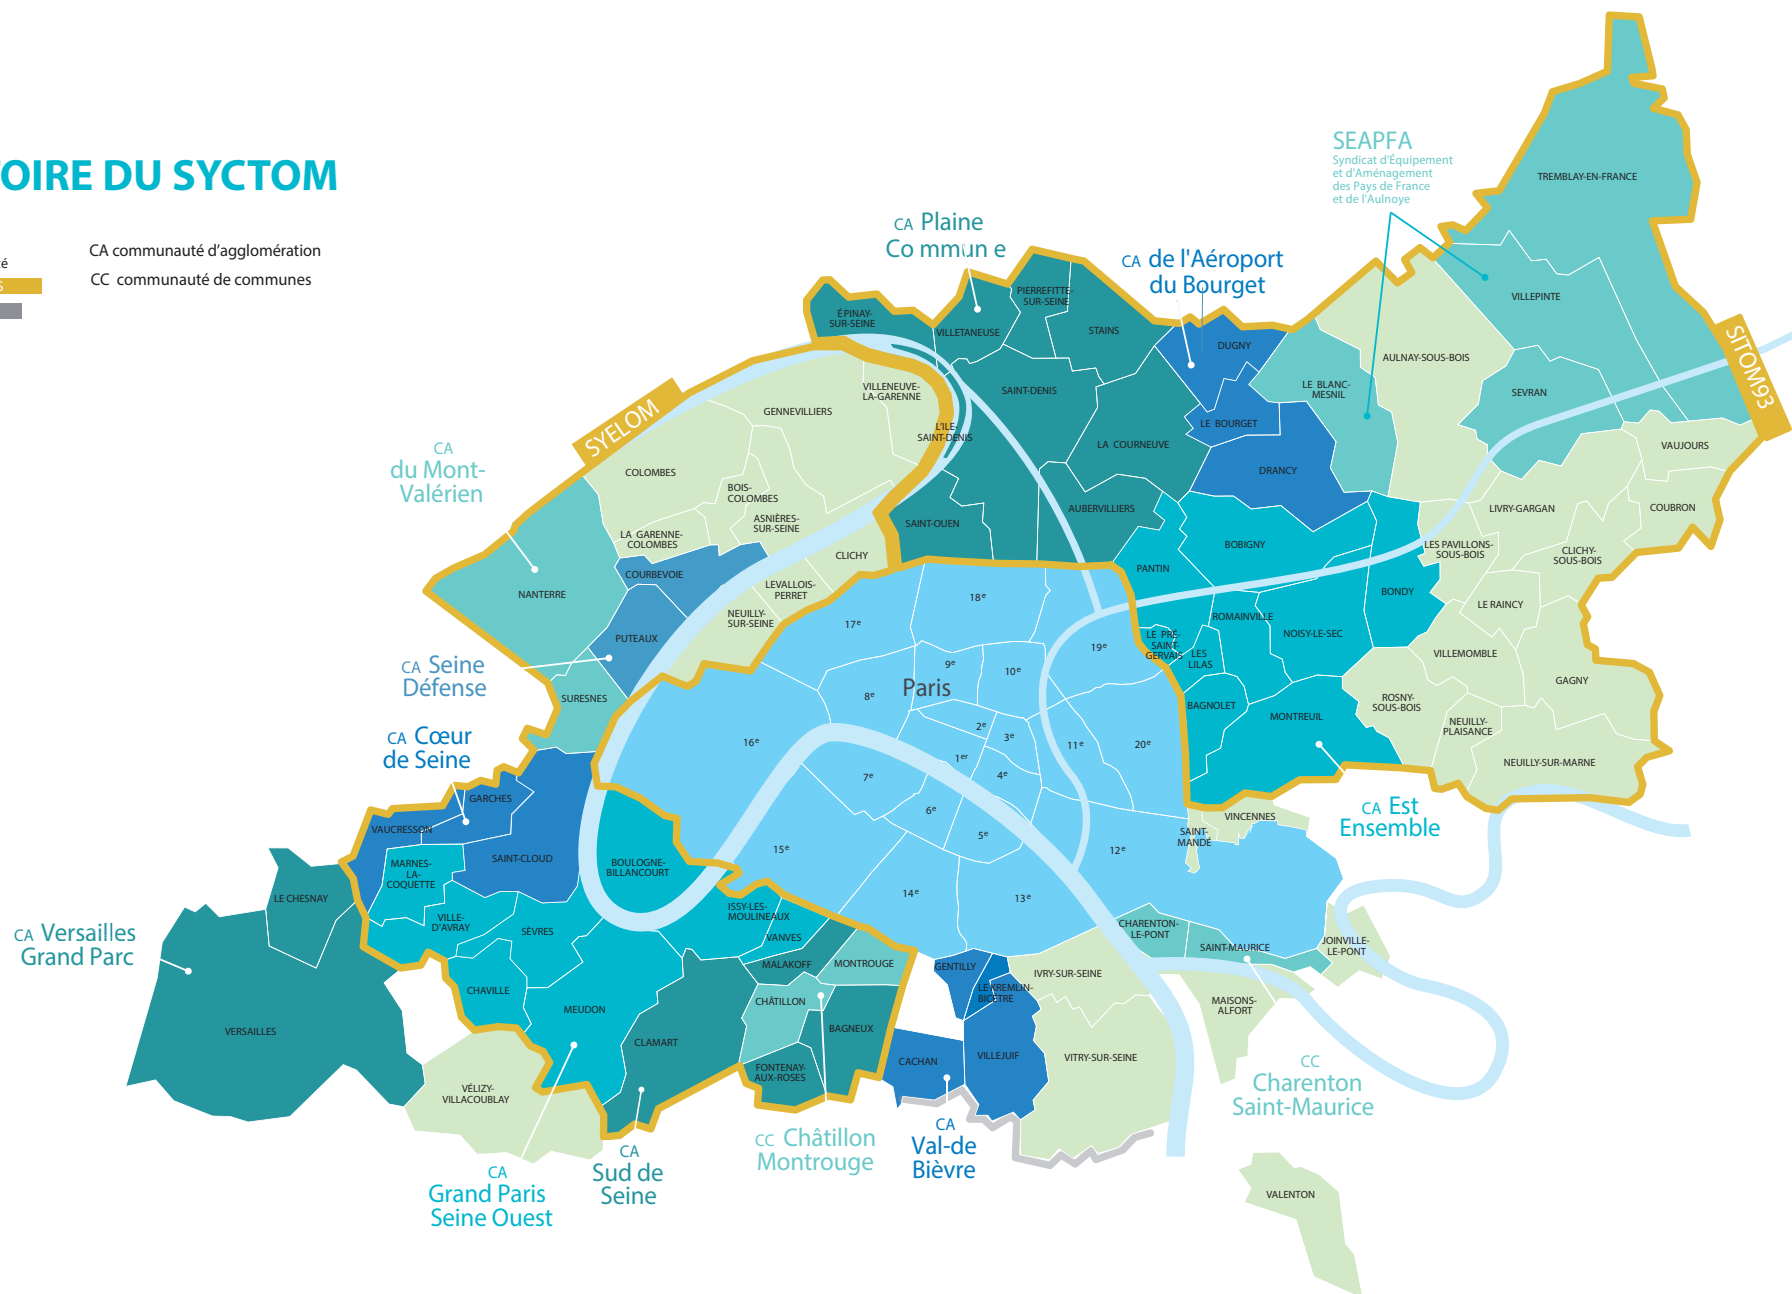 TOIRE DU SYCTOM
CA communauté d'agglomération
CC communauté de communes
SYELOM
SITOM93
SEAPFA
Syndicat d'Équipement
et d'Aménagement
des Pays de France
et de l'Aulnoye
CA Plaine
Co mmun e
CA de l'Aéroport
du Bourget
CA
du Mont-
Valérien
CA Seine
Défense
CA Cœur
de Seine
CA Versailles
Grand Parc
CA
Grand Paris
Seine Ouest
CA
Sud de
Seine
CC Châtillon
Montrouge
CA
Val-de
Bièvre
CC
Charenton
Saint-Maurice
CA Est
Ensemble
TREMBLAY-EN-FRANCE
VILLEPINTE
SEVRAN
AULNAY-SOUS-BOIS
LE BLANC-
MESNIL
VAUJOURS
COUBRON
LIVRY-GARGAN
CLICHY-
SOUS-BOIS
LES PAVILLONS-
SOUS-BOIS
LE RAINCY
VILLEMOMBLE
GAGNY
ROSNY-
SOUS-BOIS
NEUILLY-
PLAISANCE
NEUILLY-SUR-MARNE
DUGNY
LE BOURGET
DRANCY
ÉPINAY-
SUR-SEINE
VILLETANEUSE
PIERREFITTE-
SUR-SEINE
STAINS
SAINT-DENIS
L'ILE-
SAINT-DENIS
LA COURNEUVE
AUBERVILLIERS
SAINT-OUEN
BOBIGNY
PANTIN
BONDY
ROMAINVILLE
NOISY-LE-SEC
LE PRÉ-
SAINT-
GERVAIS
LES
LILAS
BAGNOLET
MONTREUIL
VILLENEUVE-
LA-GARENNE
GENNEVILLIERS
COLOMBES
BOIS-
COLOMBES
ASNIÈRES-
SUR-SEINE
LA GARENNE-
COLOMBES
CLICHY
COURBEVOIE
LEVALLOIS-
PERRET
NEUILLY-
SUR-SEINE
NANTERRE
PUTEAUX
SURESNES
Paris
18e
17e
19e
9e
10e
8e
2e
3e
11e
20e
16e
1er
4e
7e
6e
5e
12e
15e
14e
13e
GARCHES
VAUCRESSON
SAINT-CLOUD
MARNES-
LA-
COQUETTE
VILLE-
D'AVRAY
SÈVRES
CHAVILLE
MEUDON
BOULOGNE-
BILLANCOURT
ISSY-LES-
MOULINEAUX
VANVES
MALAKOFF
MONTROUGE
CHÂTILLON
BAGNEUX
CLAMART
FONTENAY-
AUX-ROSES
LE CHESNAY
VERSAILLES
VÉLIZY-
VILLACOUBLAY
GENTILLY
LE KREMLIN-
BICETRE
CACHAN
VILLEJUIF
IVRY-SUR-SEINE
VITRY-SUR-SEINE
VINCENNES
SAINT-
MANDÉ
CHARENTON-
LE-PONT
SAINT-MAURICE
JOINVILLE-
LE-PONT
MAISONS-
ALFORT
VALENTON